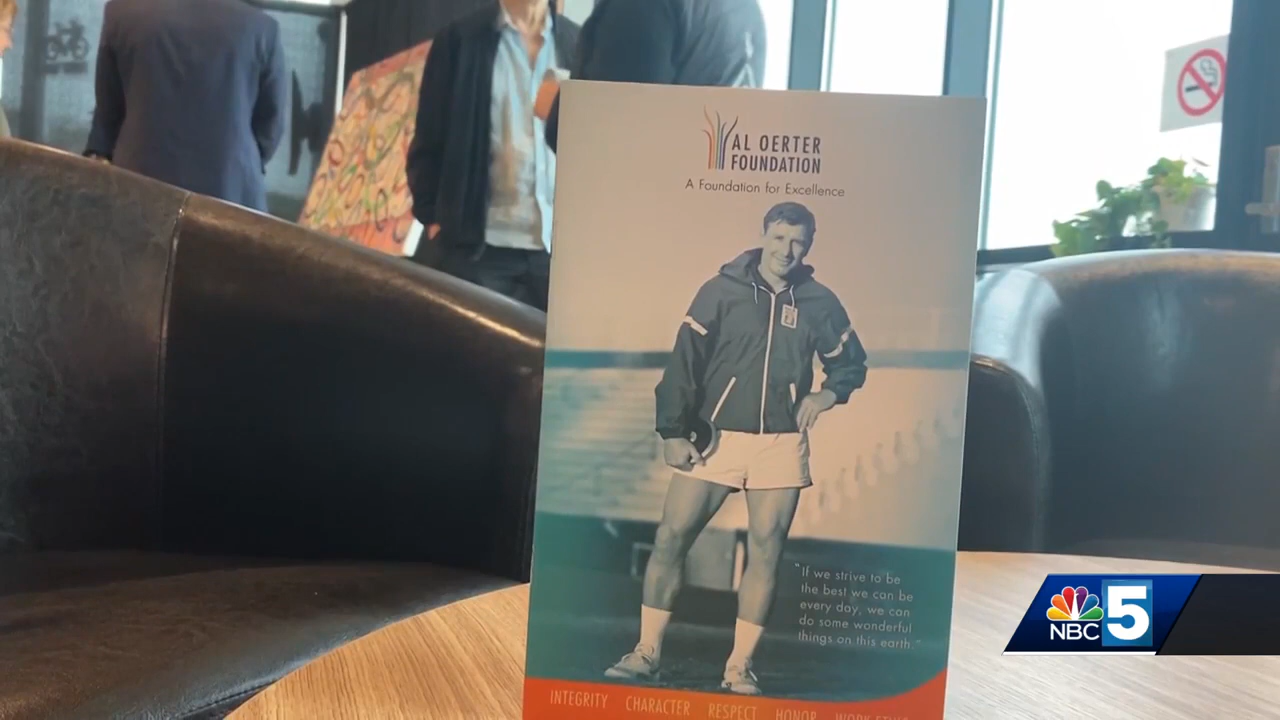 AL OERTER
FOUNDATION
A Foundation for Excellence
"If we strive to be
the best we can be
every day, we can
do some wonderful
things on this earth."
INTEGRITY CHARACTER RESPECT HONOR WORK ETHIC
NBC 5